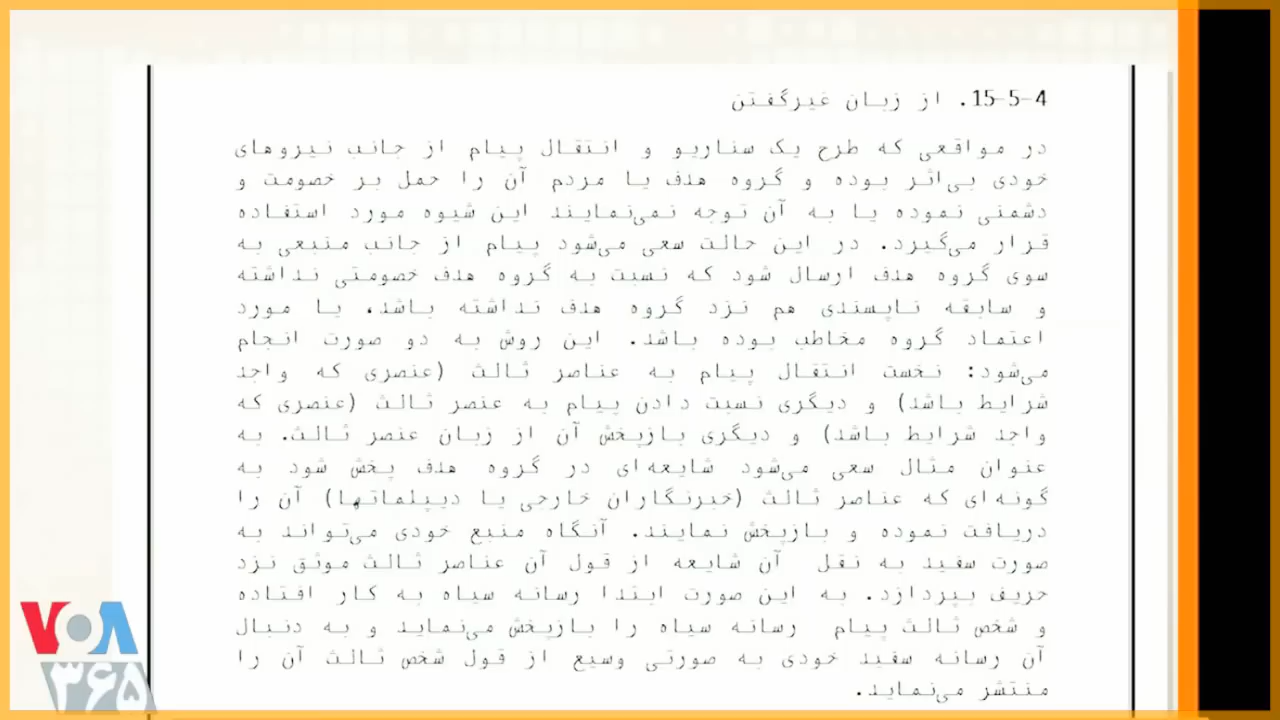 15-5-4. از زبان غیرگفتن
در مواقعی که طرح یک سناریو و انتقال پیام از جانب نیروهای
خودی بی‌اثر بوده و گروه هدف یا مردم آن را حمل بر خصومت و
دشمنی نموده یا به آن توجه نمی‌نمایند این شیوه مورد استفاده
قرار می‌گیرد. در این حالت سعی می‌شود پیام از جانب منبعی به
سوی گروه هدف ارسال شود که نسبت به گروه هدف خصومتی نداشته
و سابقه ناپسندی هم نزد گروه هدف نداشته باشد، یا مورد
اعتماد گروه مخاطب بوده باشد. این روش به دو صورت انجام
می‌شود: نخست انتقال پیام به عناصر ثالث (عنصری که واجد
شرایط باشد) و دیگری نسبت دادن پیام به عنصر ثالث (عنصری که
واجد شرایط باشد) و دیگری بازپخش آن از زبان عنصر ثالث. به
عنوان مثال سعی می‌شود شایعه‌ای در گروه هدف پخش شود به
گونه‌ای که عناصر ثالث (خبرنگاران خارجی یا دیپلماتها) آن را
دریافت نموده و بازپخش نمایند. آنگاه منبع خودی می‌تواند به
صورت سفید به نقل آن شایعه از قول آن عناصر ثالث موثق نزد
حریف بپردازد. به این صورت ابتدا رسانه سیاه به کار افتاده
و شخص ثالث پیام رسانه سیاه را بازپخش می‌نماید و به دنبال
آن رسانه سفید خودی به صورتی وسیع از قول شخص ثالث آن را
منتشر می‌نماید.
VOA
۳۶۵